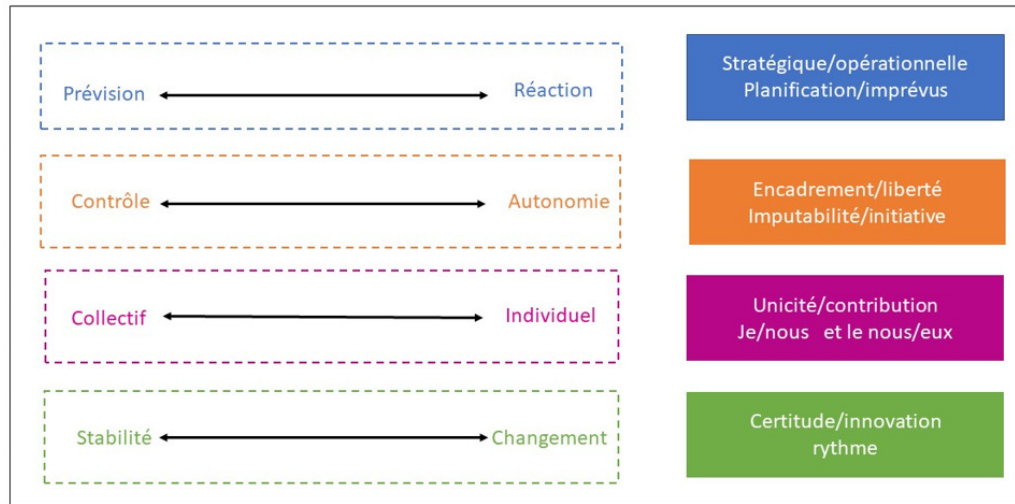 Prévision
Réaction
Stratégique/opérationnelle
Planification/imprévus
Contrôle
Autonomie
Encadrement/liberté
Imputabilité/initiative
Collectif
Individuel
Unicité/contribution
Je/nous et le nous/eux
Stabilité
Changement
Certitude/innovation
rythme